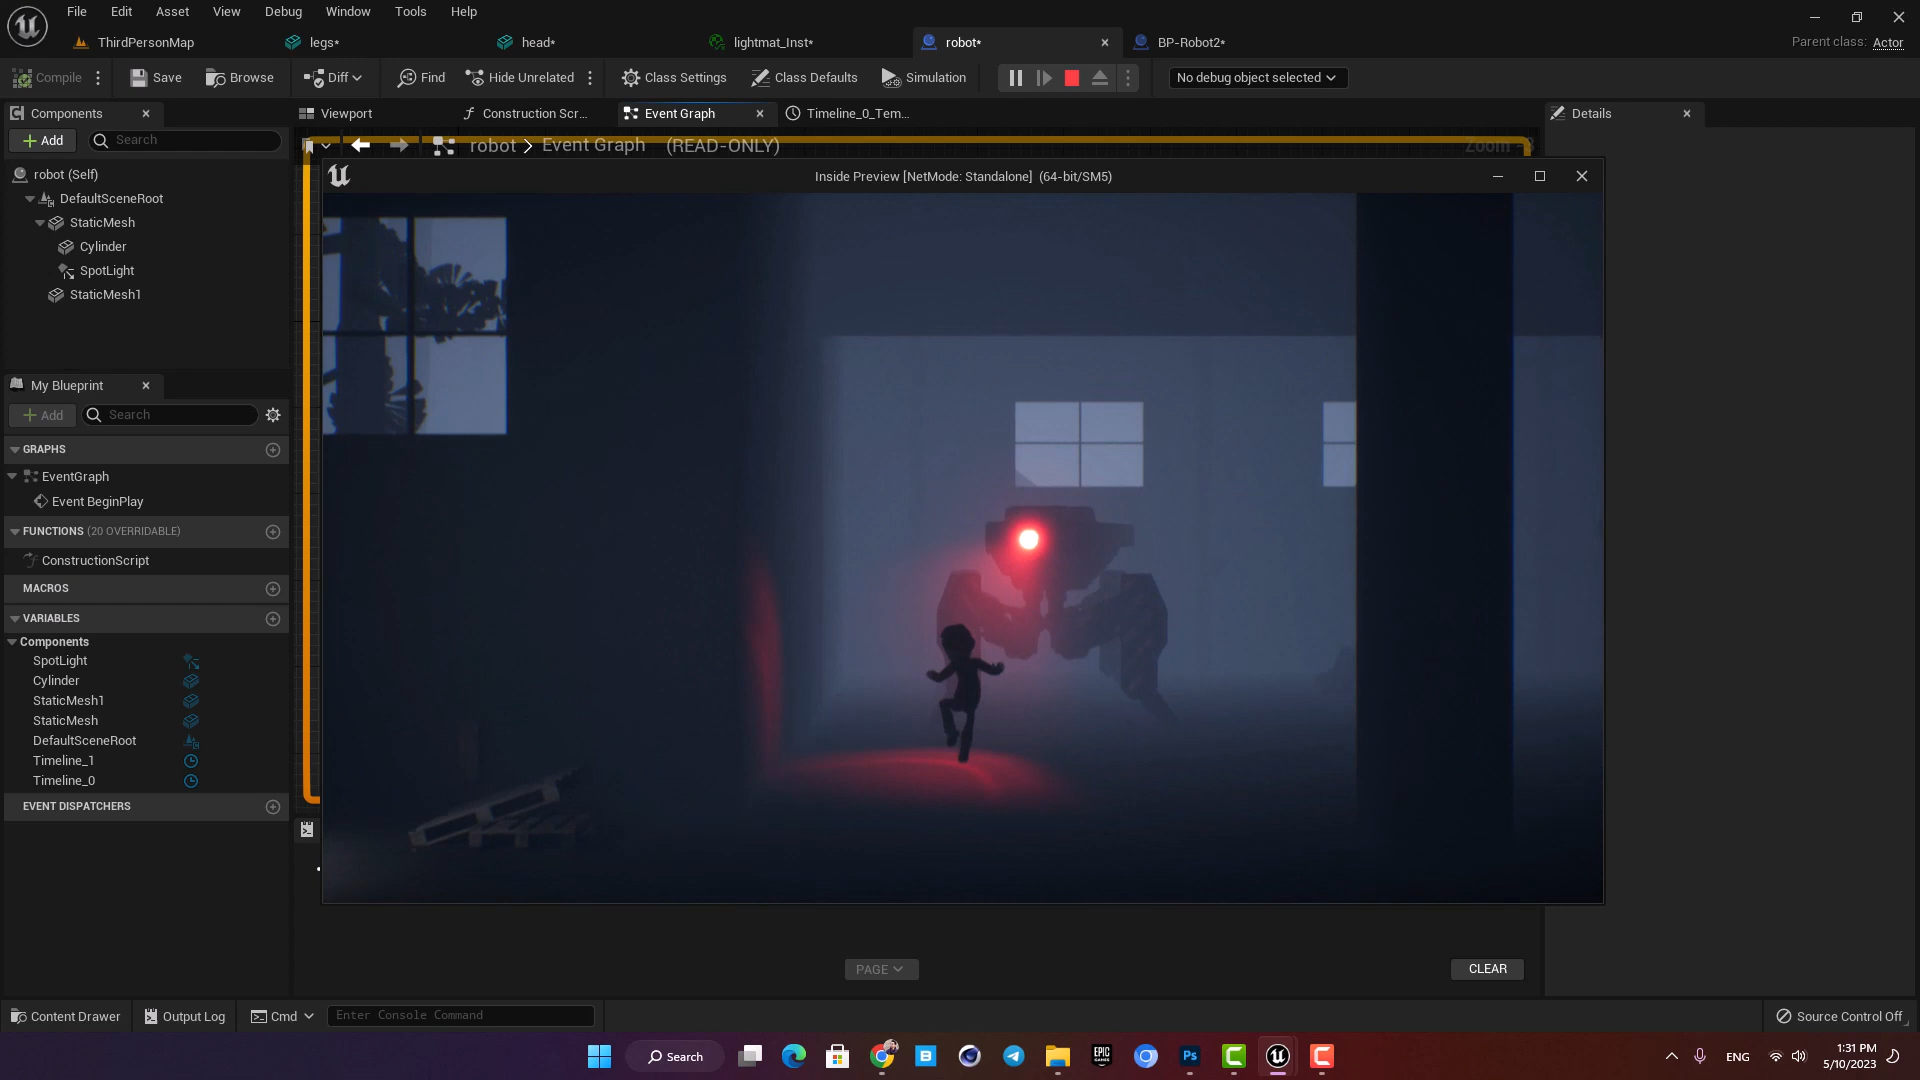 File Edit Asset View Debug Window Tools Help
ThirdPersonMap legs* head* lightmat_Inst* robot* BP-Robot2* Parent class: Actor
Compile Save Browse Diff Find Hide Unrelated Class Settings Class Defaults Simulation No debug object selected
Components Viewport Construction Scr... Event Graph Timeline_0_Tem... Details
Add Search
robot > Event Graph (READ-ONLY) Zoom -3
robot (Self)
Inside Preview [NetMode: Standalone] (64-bit/SM5)
DefaultSceneRoot
StaticMesh
Cylinder
SpotLight
StaticMesh1
My Blueprint
Add Search
GRAPHS
EventGraph
Event BeginPlay
FUNCTIONS (20 OVERRIDABLE)
ConstructionScript
MACROS
VARIABLES
Components
SpotLight
Cylinder
StaticMesh1
StaticMesh
DefaultSceneRoot
Timeline_1
Timeline_0
EVENT DISPATCHERS
PAGE CLEAR
Content Drawer Output Log Cmd Enter Console Command Source Control Off
Search EPIC GAMES Ps ENG 1:31 PM
5/10/2023